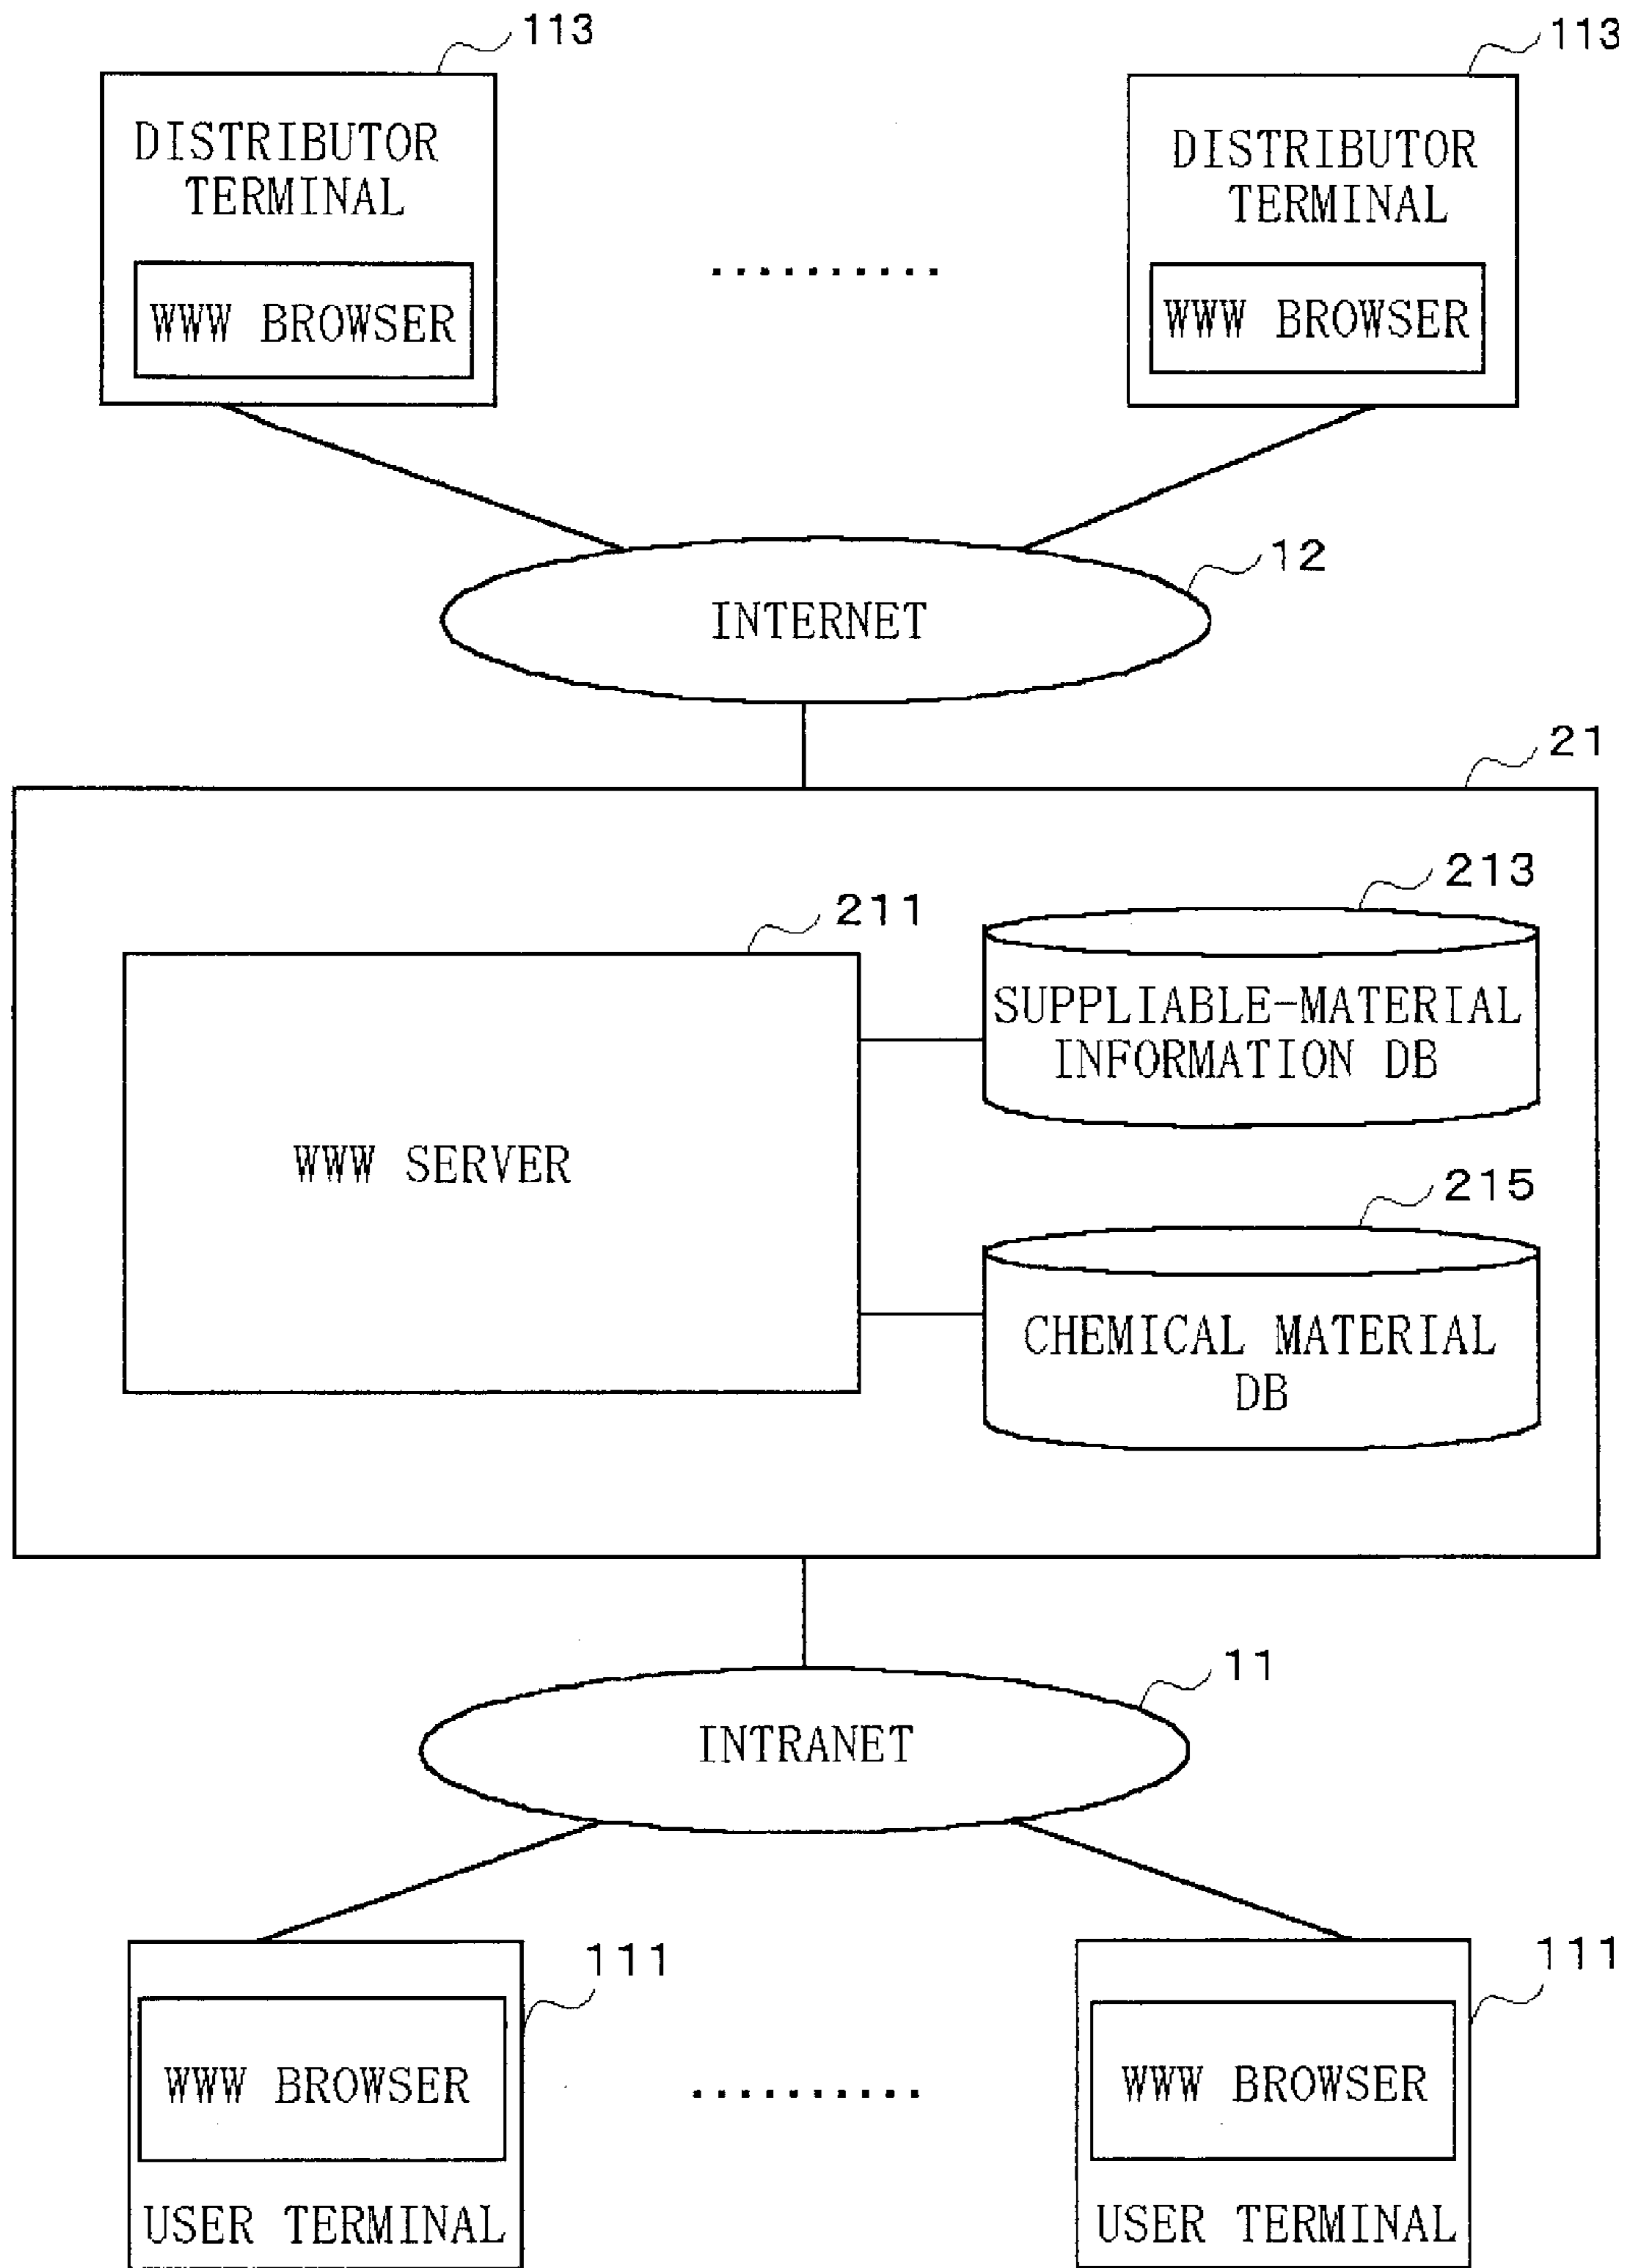 113
113
DISTRIBUTOR
TERMINAL
WWW BROWSER
DISTRIBUTOR
TERMINAL
WWW BROWSER
..........
12
INTERNET
21
211
WWW SERVER
213
SUPPLIABLE-MATERIAL
INFORMATION DB
215
CHEMICAL MATERIAL
DB
11
INTRANET
111
WWW BROWSER
USER TERMINAL
..........
111
WWW BROWSER
USER TERMINAL